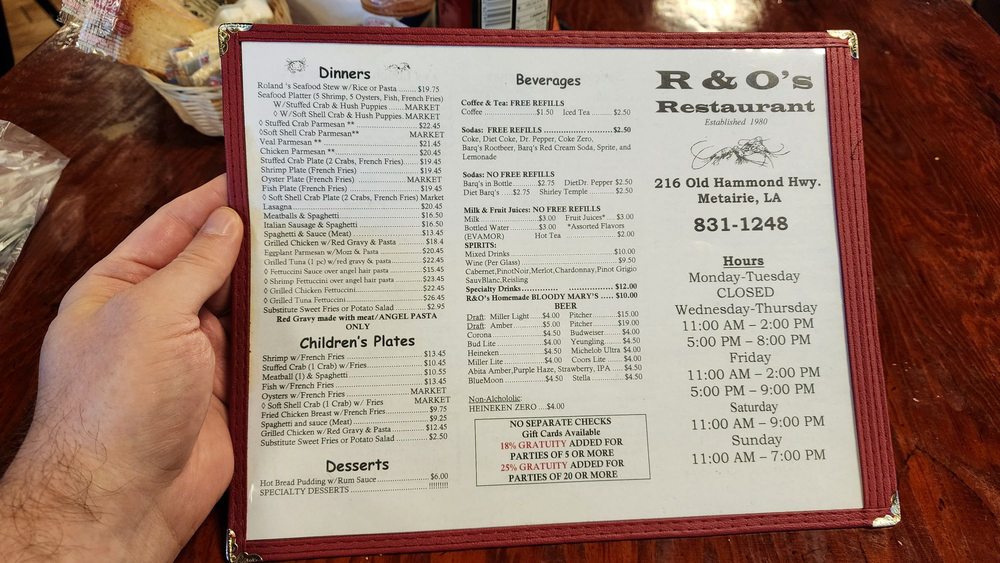 Dinners
Roland 's Seafood Stew w/Rice or Pasta ........ $19.75
Seafood Platter (5 Shrimp, 5 Oysters, Fish, French Fries)
W/Stuffed Crab & Hush Puppies ...... MARKET
◊ W/Soft Shell Crab & Hush Puppies. MARKET
◊ Stuffed Crab Parmesan ** ...... $22.45
◊Soft Shell Crab Parmesan** MARKET
Veal Parmesan ** ...... $21.45
Chicken Parmesan ** ...... $20.45
Stuffed Crab Plate (2 Crabs, French Fries)..... $19.45
Shrimp Plate (French Fries) ...... $19.45
Oyster Plate (French Fries) MARKET
Fish Plate (French Fries) ...... $19.45
◊ Soft Shell Crab Plate (2 Crabs, French Fries) Market
Lasagna ...... $20.45
Meatballs & Spaghetti ...... $16.50
Italian Sausage & Spaghetti ...... $16.50
Spaghetti & Sauce (Meat) ...... $13.45
Grilled Chicken w/Red Gravy & Pasta ...... $18.4
Eggplant Parmesan w/Mozz & Pasta ...... $20.45
Grilled Tuna (1 pc) w/red gravy & pasta ...... $22.45
◊ Fettuccini Sauce over angel hair pasta ...... $15.45
◊ Shrimp Fettuccini over angel hair pasta ...... $23.45
◊ Grilled Chicken Fettuccini ...... $22.45
◊ Grilled Tuna Fettuccini ...... $26.45
Substitute Sweet Fries or Potato Salad ...... $2.95
Red Gravy made with meat/ANGEL PASTA
ONLY
Children's Plates
Shrimp w/French Fries ...... $13.45
Stuffed Crab (1 Crab) w/Fries ...... $10.45
Meatball (1) & Spaghetti ...... $10.55
Fish w/French Fries ...... $13.45
Oysters w/French Fries ...... MARKET
◊ Soft Shell Crab (1 Crab) w/ Fries MARKET
Fried Chicken Breast w/French Fries ...... $9.75
Spaghetti and sauce (Meat) ...... $9.25
Grilled Chicken w/Red Gravy & Pasta ...... $12.45
Substitute Sweet Fries or Potato Salad ...... $2.50
Desserts
Hot Bread Pudding w/Rum Sauce ...... $6.00
SPECIALTY DESSERTS ...... !!!!!!!!!
Beverages
Coffee & Tea: FREE REFILLS
Coffee ...... $1.50 Iced Tea ...... $2.50
Sodas: FREE REFILLS ...... $2.50
Coke, Diet Coke, Dr. Pepper, Coke Zero,
Barq's Rootbeer, Barq's Red Cream Soda, Sprite, and
Lemonade
Sodas: NO FREE REFILLS
Barq's in Bottle ...... $2.75 DietDr. Pepper $2.50
Diet Barq's .....$2.75 Shirley Temple ...... $2.50
Milk & Fruit Juices: NO FREE REFILLS
Milk ...... $3.00 Fruit Juices* ... $3.00
Bottled Water ...... $3.00 *Assorted Flavors
(EVAMOR) Hot Tea ...... $2.00
SPIRITS:
Mixed Drinks ...... $10.00
Wine (Per Glass) ...... $9.50
Cabernet,PinotNoir,Merlot,Chardonnay,Pinot Grigio
SauvBlanc,Reisling
Specialty Drinks ...... $12.00
R&O's Homemade BLOODY MARY'S ..... $10.00
BEER
Draft: Miller Light ...... $4.00 Pitcher ...... $15.00
Draft: Amber ...... $5.00 Pitcher ...... $19.00
Corona ...... $4.50 Budweiser ...... $4.00
Bud Lite ...... $4.00 Yeungling ...... $4.50
Heineken ...... $4.50 Michelob Ultra $4.00
Miller Lite ...... $4.00 Coors Lite ...... $4.00
Abita Amber,Purple Haze, Strawberry, IPA ..... $4.50
BlueMoon ...... $4.50 Stella ...... $4.50
Non-Alchololic:
HEINEKEN ZERO ....$4.00
NO SEPARATE CHECKS
Gift Cards Available
18% GRATUITY ADDED FOR
PARTIES OF 5 OR MORE
25% GRATUITY ADDED FOR
PARTIES OF 20 OR MORE
R & O's
Restaurant
Established 1980
216 Old Hammond Hwy.
Metairie, LA
831-1248
Hours
Monday-Tuesday
CLOSED
Wednesday-Thursday
11:00 AM – 2:00 PM
5:00 PM - 8:00 PM
Friday
11:00 AM – 2:00 PM
5:00 PM - 9:00 PM
Saturday
11:00 AM – 9:00 PM
Sunday
11:00 AM – 7:00 PM